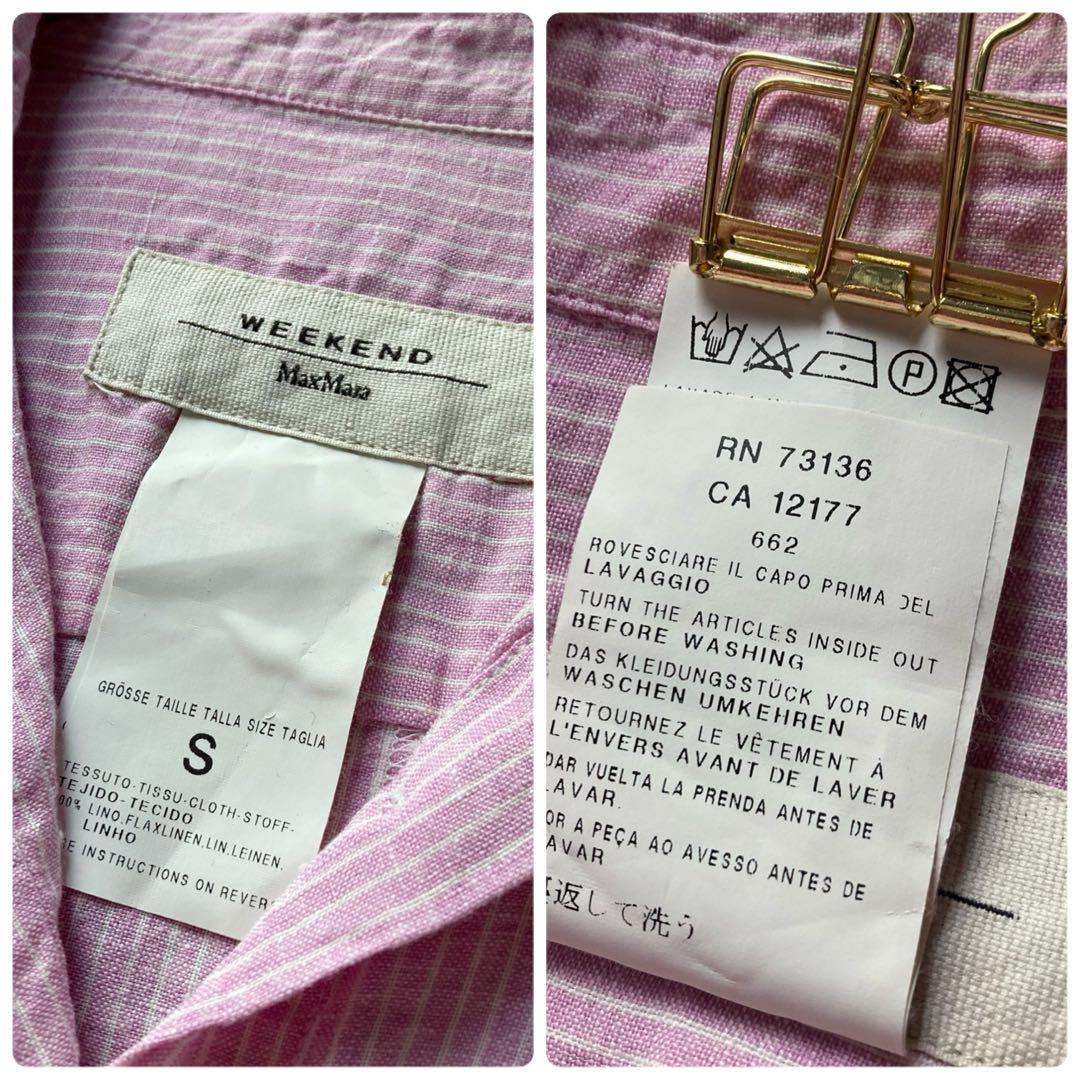 WEEKEND
MaxMara
GRÖSSE TAILLE TALLA SIZE TAGLIA
S
TESSUTO-TISSU-CLOTH-STOFF.
TEJIDO-TECIDO
00% LINO.FLAXLINEN.LIN.LEINEN.
LINHO
INSTRUCTIONS ON REVER
P
RN 73136
CA 12177
662
ROVESCIARE IL CAPO PRIMA DEL
LAVAGGIO
TURN THE ARTICLES INSIDE OUT
BEFORE WASHING
DAS KLEIDUNGSSTÜCK VOR DEM
WASCHEN UMKEHREN
RETOURNEZ LE VÊTEMENT À
L'ENVERS AVANT DE LAVER
DAR VUELTA LA PRENDA ANTES DE
LAVAR.
A PEÇA AO AVESSO ANTES DE
AVAR
返して洗う